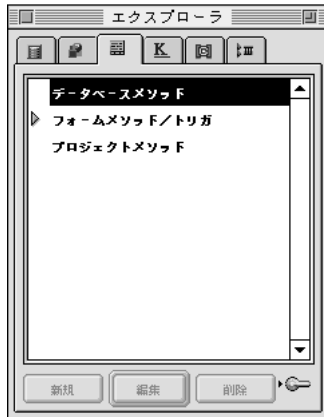 エクスプローラ
K
データベースメソッド
フォームメソッド/トリガ
プロジェクトメソッド
新規 編集 削除